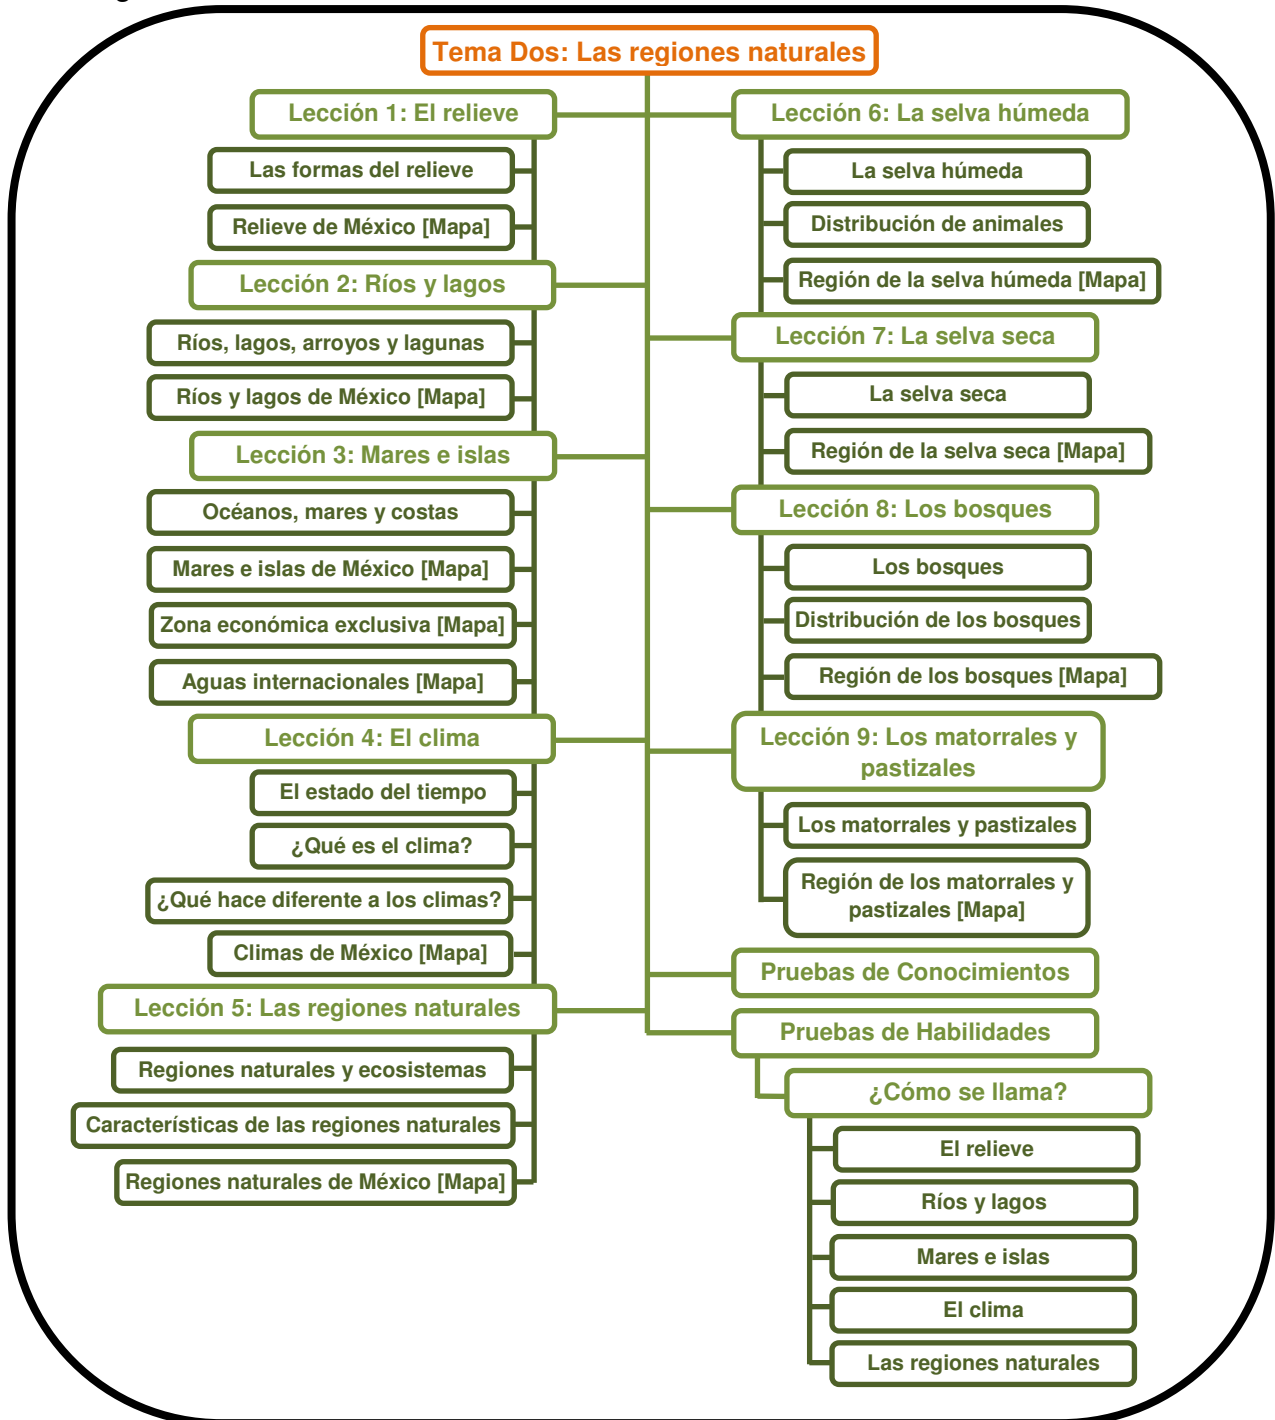 Tema Dos: Las regiones naturales
Lección 1: El relieve
Las formas del relieve
Relieve de México [Mapa]
Lección 2: Ríos y lagos
Ríos, lagos, arroyos y lagunas
Ríos y lagos de México [Mapa]
Lección 3: Mares e islas
Océanos, mares y costas
Mares e islas de México [Mapa]
Zona económica exclusiva [Mapa]
Aguas internacionales [Mapa]
Lección 4: El clima
El estado del tiempo
¿Qué es el clima?
¿Qué hace diferente a los climas?
Climas de México [Mapa]
Lección 5: Las regiones naturales
Regiones naturales y ecosistemas
Características de las regiones naturales
Regiones naturales de México [Mapa]
Lección 6: La selva húmeda
La selva húmeda
Distribución de animales
Región de la selva húmeda [Mapa]
Lección 7: La selva seca
La selva seca
Región de la selva seca [Mapa]
Lección 8: Los bosques
Los bosques
Distribución de los bosques
Región de los bosques [Mapa]
Lección 9: Los matorrales y
pastizales
Los matorrales y pastizales
Región de los matorrales y
pastizales [Mapa]
Pruebas de Conocimientos
Pruebas de Habilidades
¿Cómo se llama?
El relieve
Ríos y lagos
Mares e islas
El clima
Las regiones naturales